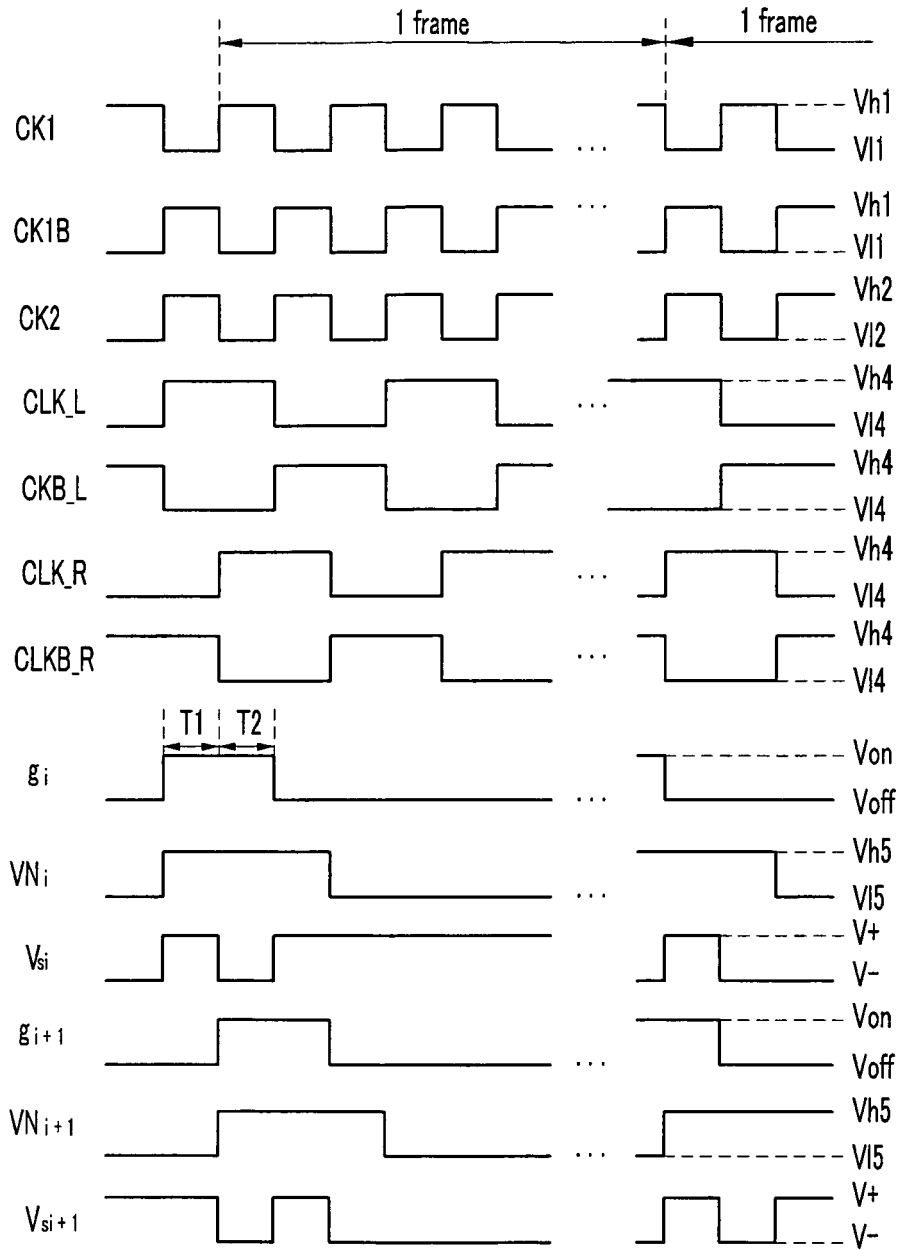 1 frame 1 frame
CK1 Vh1
Vl1
CK1B Vh1
Vl1
CK2 Vh2
Vl2
CLK_L Vh4
Vl4
CKB_L Vh4
Vl4
CLK_R Vh4
Vl4
CLKB_R Vh4
Vl4
T1 T2
gi Von
Voff
VNi Vh5
Vl5
Vsi V+
V-
gi+1 Von
Voff
VNi+1 Vh5
Vl5
Vsi+1 V+
V-